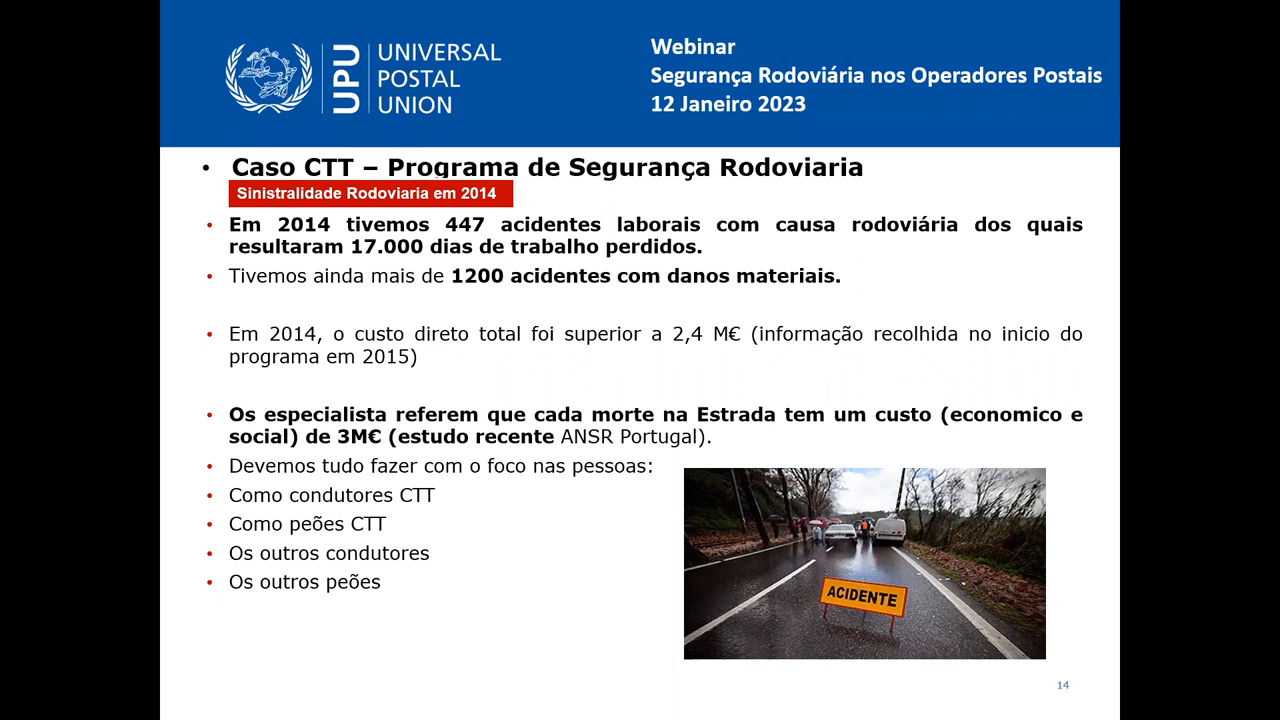 UPU
UNIVERSAL
POSTAL
UNION
Webinar
Segurança Rodoviária nos Operadores Postais
12 Janeiro 2023
• Caso CTT – Programa de Segurança Rodoviaria
Sinistralidade Rodoviaria em 2014
• Em 2014 tivemos 447 acidentes laborais com causa rodoviária dos quais
resultaram 17.000 dias de trabalho perdidos.
• Tivemos ainda mais de 1200 acidentes com danos materiais.
• Em 2014, o custo direto total foi superior a 2,4 M€ (informação recolhida no inicio do
programa em 2015)
• Os especialista referem que cada morte na Estrada tem um custo (economico e
social) de 3M€ (estudo recente ANSR Portugal).
• Devemos tudo fazer com o foco nas pessoas:
• Como condutores CTT
• Como peões CTT
• Os outros condutores
• Os outros peões
ACIDENTE
14